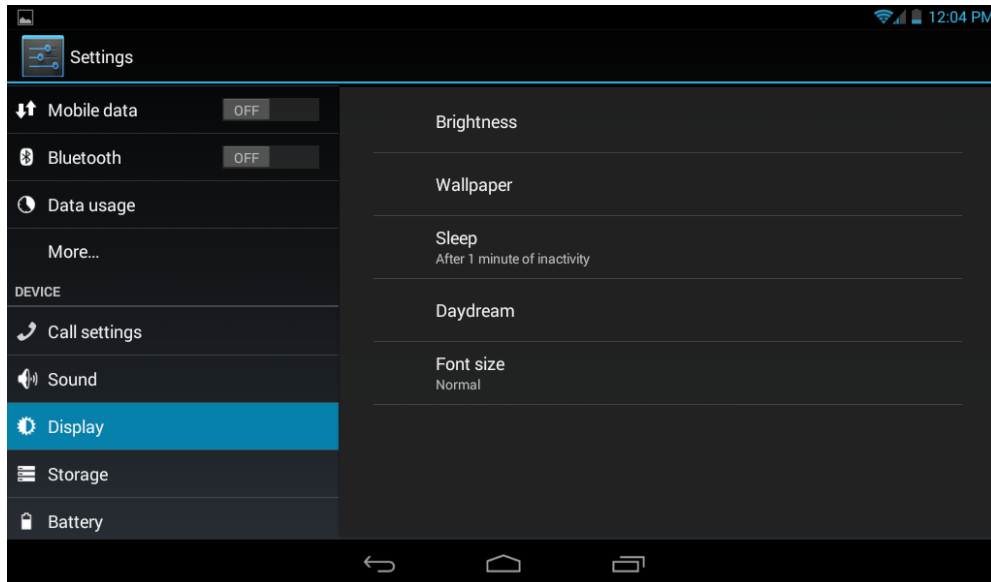 12:04 PM
Settings
Mobile data OFF
Bluetooth OFF
Data usage
More...
DEVICE
Call settings
Sound
Display
Storage
Battery
Brightness
Wallpaper
Sleep
After 1 minute of inactivity
Daydream
Font size
Normal